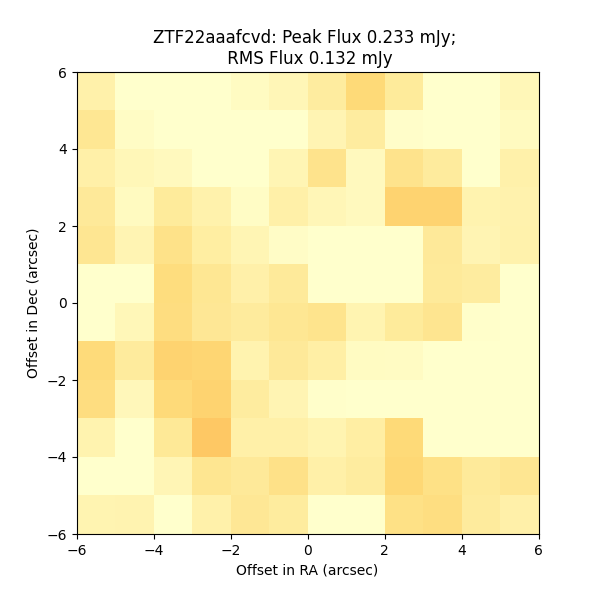 ZTF22aaafcvd: Peak Flux 0.233 mJy;
RMS Flux 0.132 mJy
6
4
2
0
−2
−4
−6
Offset in Dec (arcsec)
−6 −4 −2 0 2 4 6
Offset in RA (arcsec)